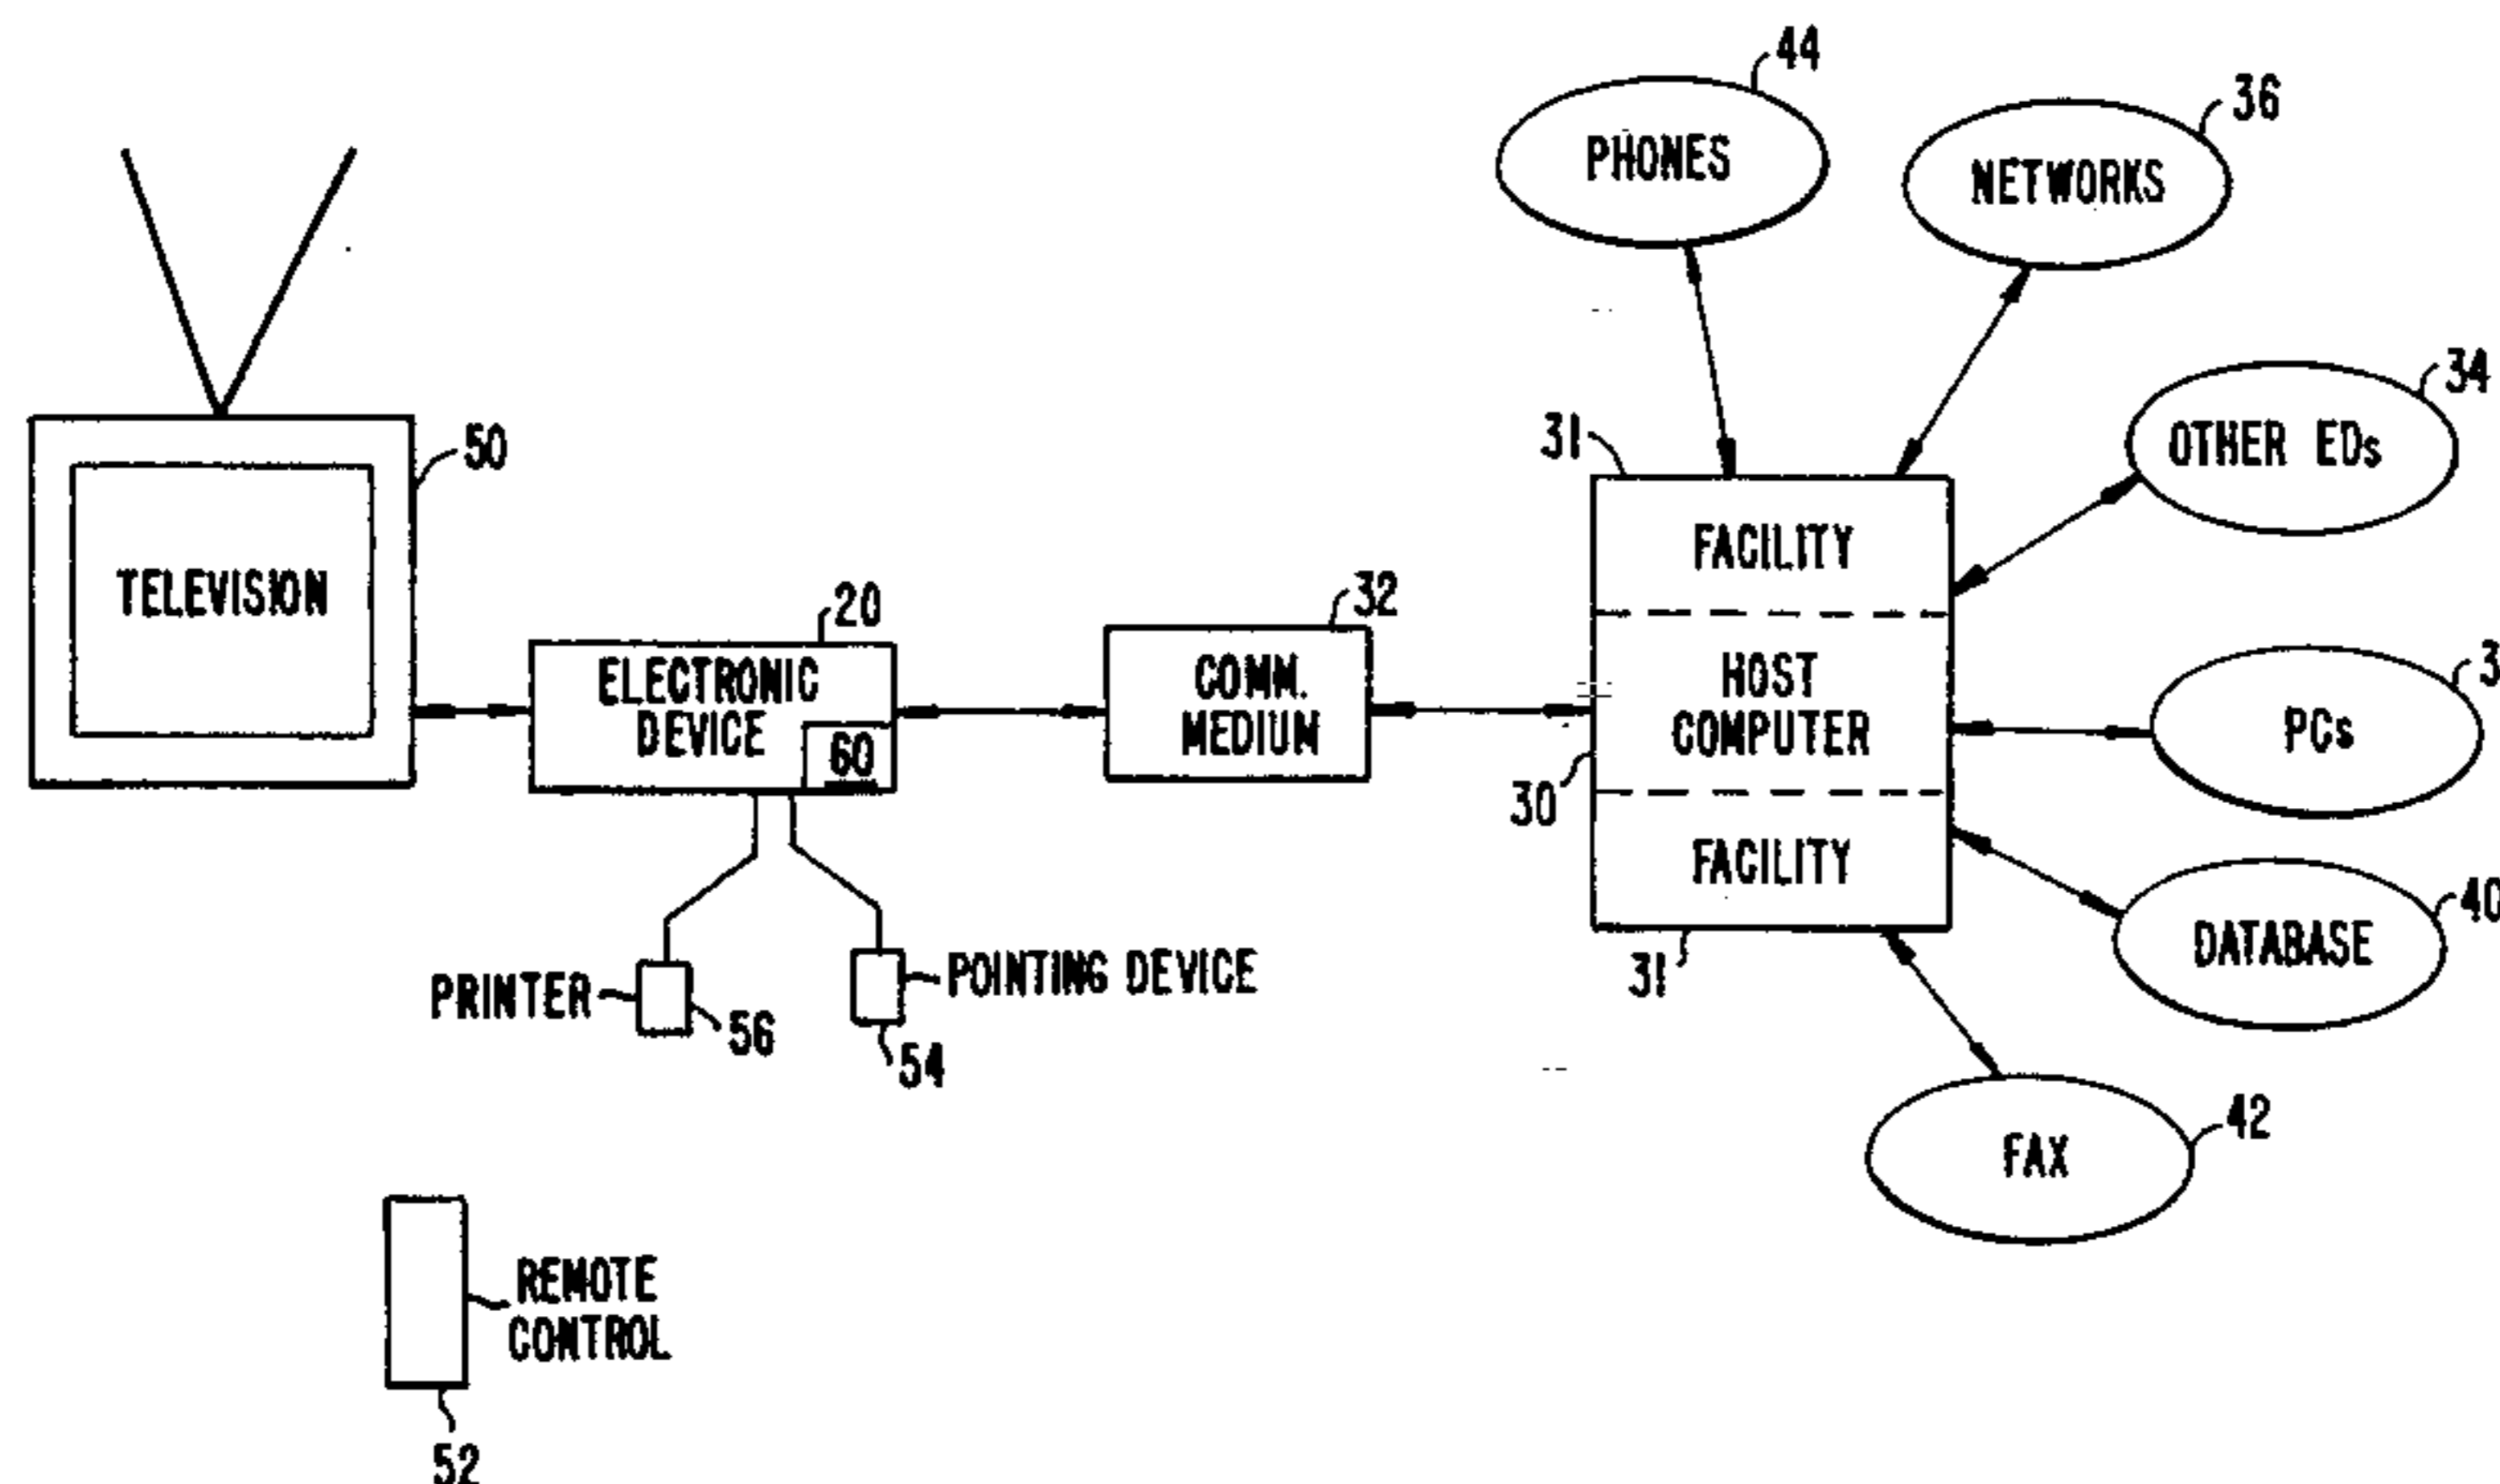 44
PHONES
36
NETWORKS
34
OTHER EDs
50
TELEVISION
31
FACILITY
20
ELECTRONIC
DEVICE
60
32
COMM.
MEDIUM
HOST
COMPUTER
30
PCs
FACILITY
31
40
DATABASE
PRINTER
56
POINTING DEVICE
54
42
FAX
REMOTE
CONTROL
52